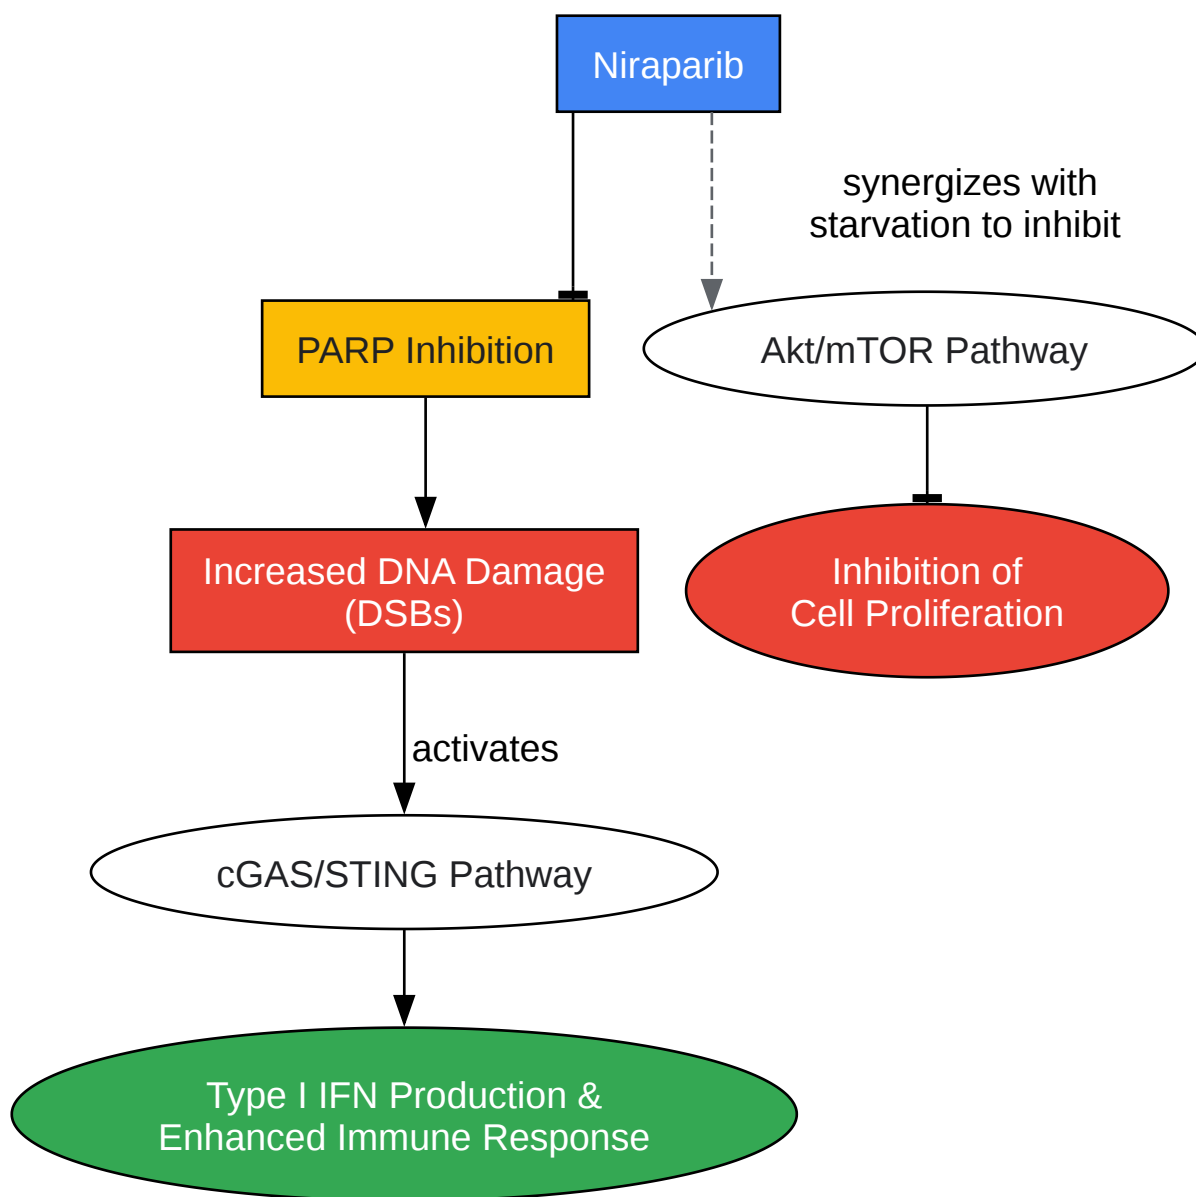 Niraparib
synergizes with
starvation to inhibit
PARP Inhibition
Akt/mTOR Pathway
Increased DNA Damage
(DSBs)
Inhibition of
Cell Proliferation
activates
cGAS/STING Pathway
Type I IFN Production &
Enhanced Immune Response